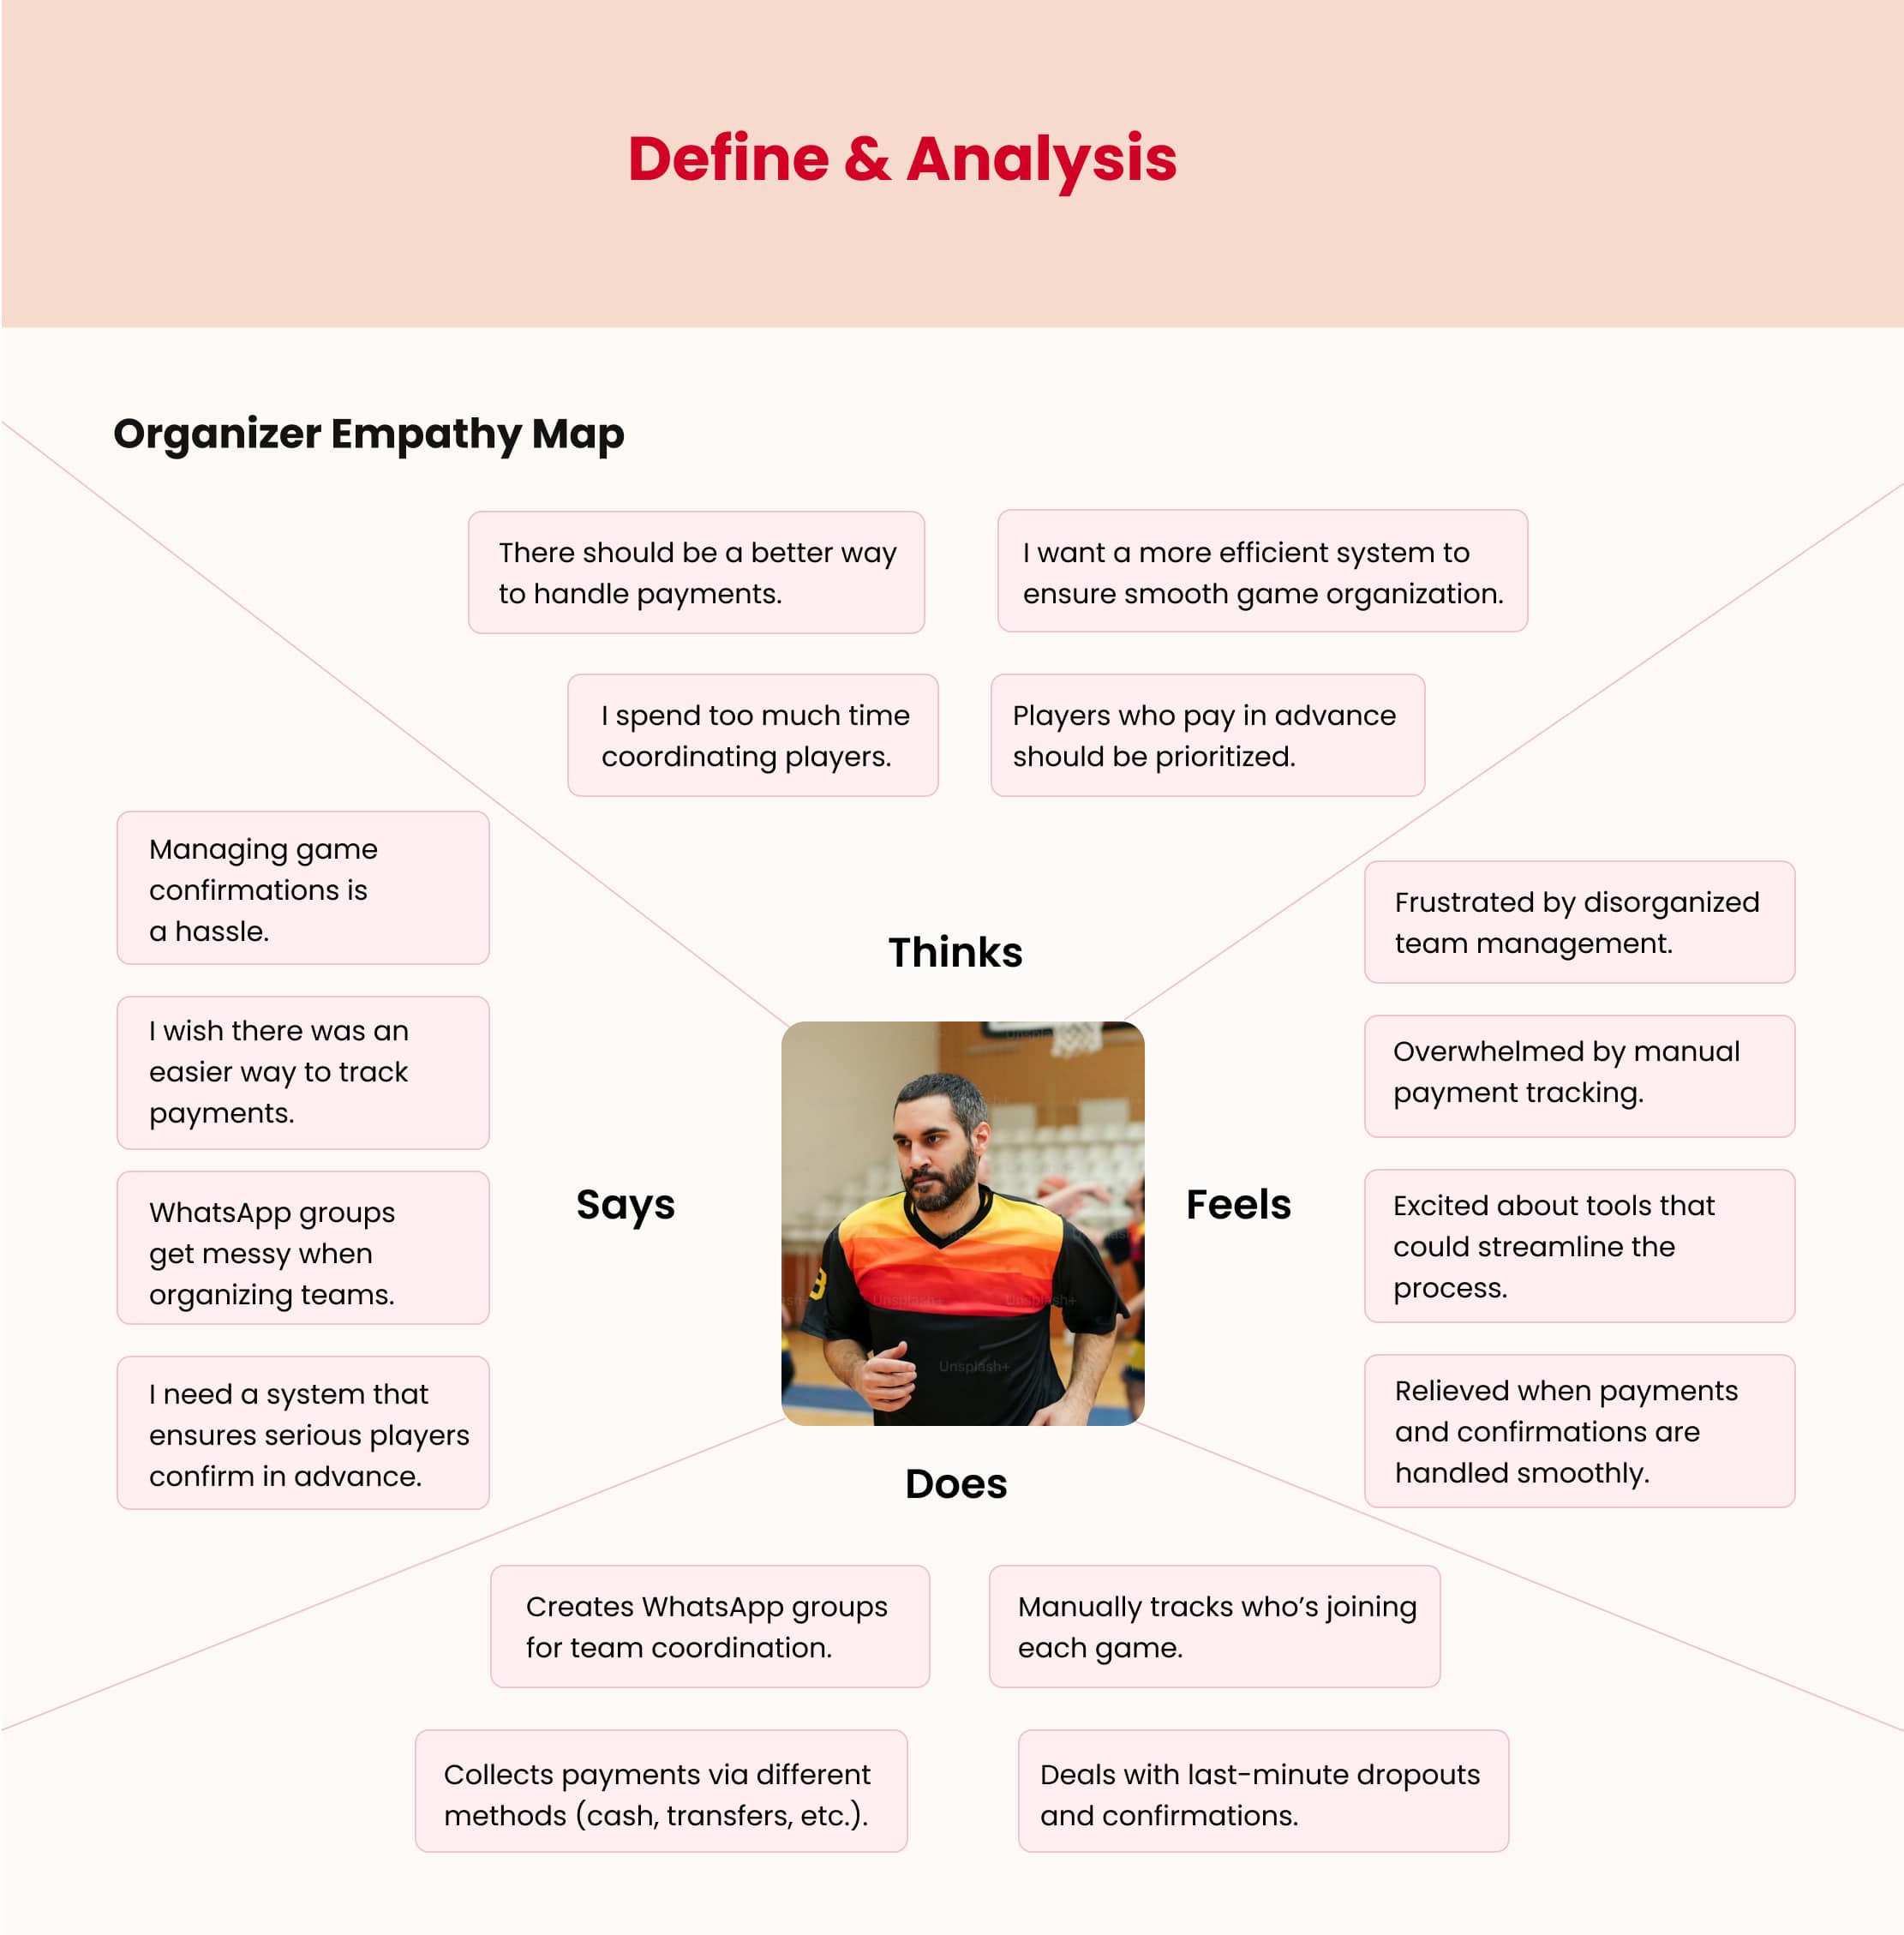 Define & Analysis
Organizer Empathy Map
There should be a better way
to handle payments.
I want a more efficient system to
ensure smooth game organization.
I spend too much time
coordinating players.
Players who pay in advance
should be prioritized.
Thinks
Managing game
confirmations is
a hassle.
I wish there was an
easier way to track
payments.
WhatsApp groups
get messy when
organizing teams.
I need a system that
ensures serious players
confirm in advance.
Says
Unsplash+
Unsplash+
Unsplash+
Feels
Frustrated by disorganized
team management.
Overwhelmed by manual
payment tracking.
Excited about tools that
could streamline the
process.
Relieved when payments
and confirmations are
handled smoothly.
Does
Creates WhatsApp groups
for team coordination.
Manually tracks who’s joining
each game.
Collects payments via different
methods (cash, transfers, etc.).
Deals with last-minute dropouts
and confirmations.